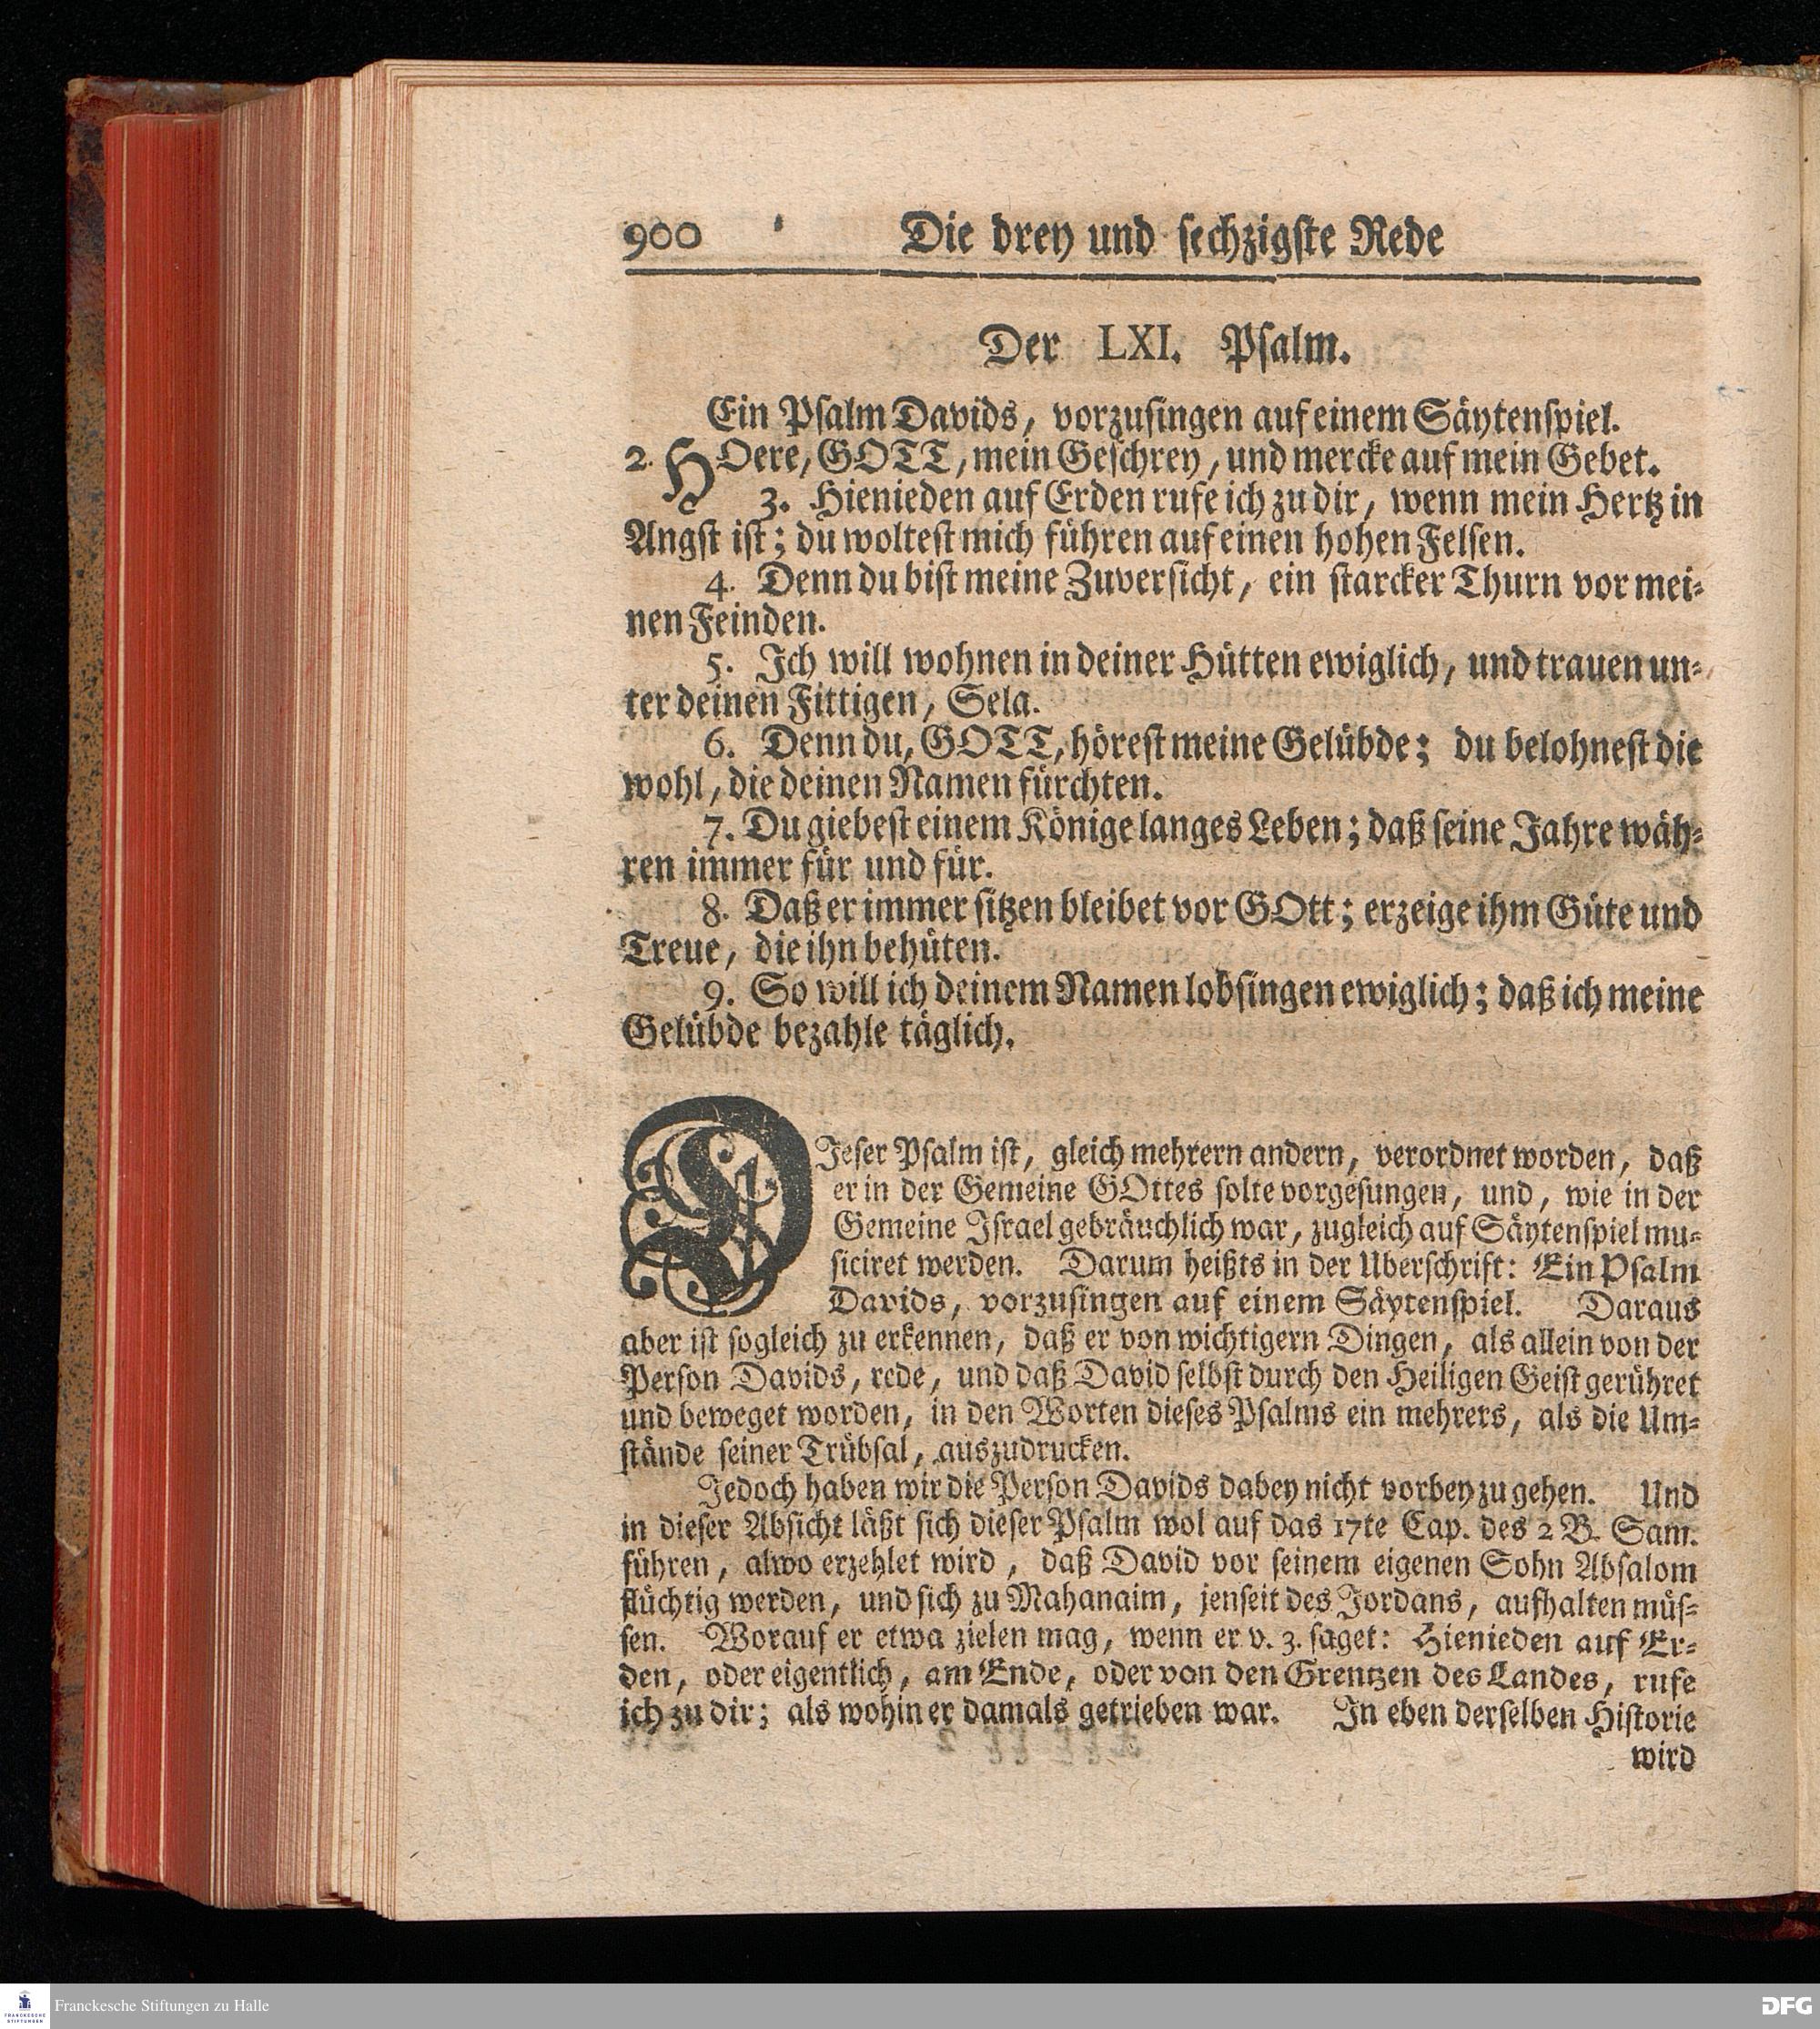 900 Die drey und sechzigste Rede
Der LXI. Psalm.
Ein Psalm Davids, vorzusingen auf einem Säytenspiel.
2. HOere, GOTT, mein Geschrey, und mercke auf mein Gebet.
3. Hienieden auf Erden rufe ich zu dir, wenn mein Hertz in
Angst ist; du woltest mich führen auf einen hohen Felsen.
4. Denn du bist meine Zuversicht, ein starcker Thurn vor mei-
nen Feinden.
5. Ich will wohnen in deiner Hütten ewiglich, und trauen un-
ter deinen Fittigen, Sela.
6. Denn du, GOTT, hörest meine Gelübde; du belohnest die
wohl, die deinen Namen fürchten.
7. Du giebest einem Könige langes Leben; daß seine Jahre wäh-
ren immer für und für.
8. Daß er immer sitzen bleibet vor GOtt; erzeige ihm Güte und
Treue, die ihn behüten.
9. So will ich deinem Namen lobsingen ewiglich; daß ich meine
Gelübde bezahle täglich.
DIeser Psalm ist, gleich mehrern andern, verordnet worden, daß
er in der Gemeine GOttes solte vorgesungen, und, wie in der
Gemeine Israel gebräuchlich war, zugleich auf Säytenspiel mu-
siciret werden. Darum heißts in der Uberschrift: Ein Psalm
Davids, vorzusingen auf einem Säytenspiel. Daraus
aber ist sogleich zu erkennen, daß er von wichtigern Dingen, als allein von der
Person Davids, rede, und daß David selbst durch den Heiligen Geist gerühret
und beweget worden, in den Worten dieses Psalms ein mehrers, als die Um-
stände seiner Trübsal, auszudrucken.
Jedoch haben wir die Person Davids dabey nicht vorbey zu gehen. Und
in dieser Absicht läßt sich dieser Psalm wol auf das 17te Cap. des 2 B. Sam.
führen, alwo erzehlet wird, daß David vor seinem eigenen Sohn Absalom
flüchtig werden, und sich zu Mahanaim, jenseit des Jordans, aufhalten müs-
sen. Worauf er etwa zielen mag, wenn er v. 3. saget: Hienieden auf Er-
den, oder eigentlich, am Ende, oder von den Grentzen des Landes, rufe
ich zu dir; als wohin er damals getrieben war. In eben derselben Historie
wird
FRANCKESCHE
STIFTUNGEN
Franckesche Stiftungen zu Halle
DFG